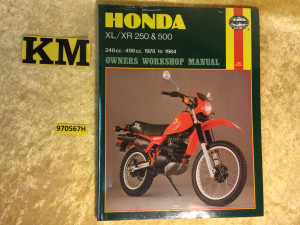 KM
970567H
HONDA
XL/XR 250 & 500
248cc · 498cc. 1978 to 1984
OWNERS WORKSHOP MANUAL